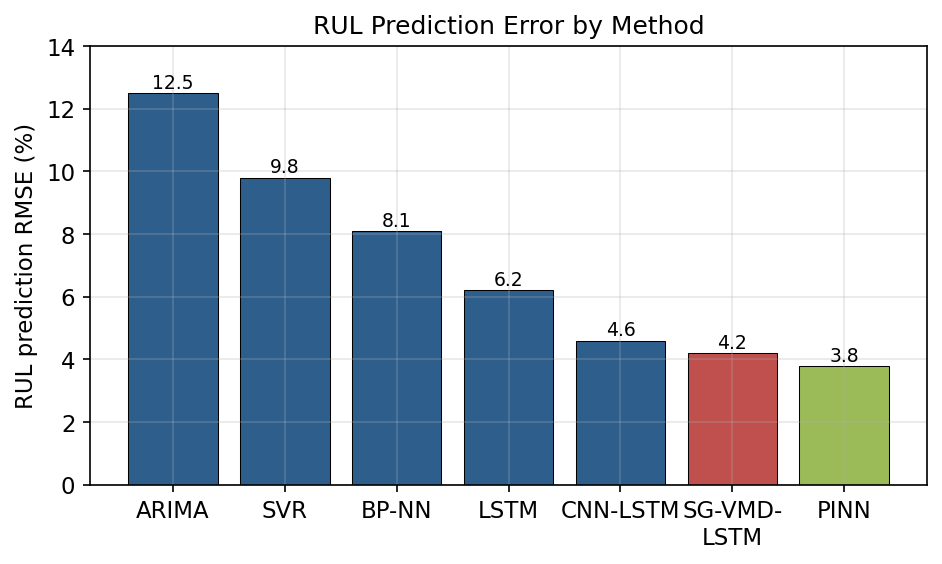 RUL Prediction Error by Method
RUL prediction RMSE (%)
14
12
10
8
6
4
2
0
12.5
9.8
8.1
6.2
4.6
4.2
3.8
ARIMA
SVR
BP-NN
LSTM
CNN-LSTM
SG-VMD-
LSTM
PINN